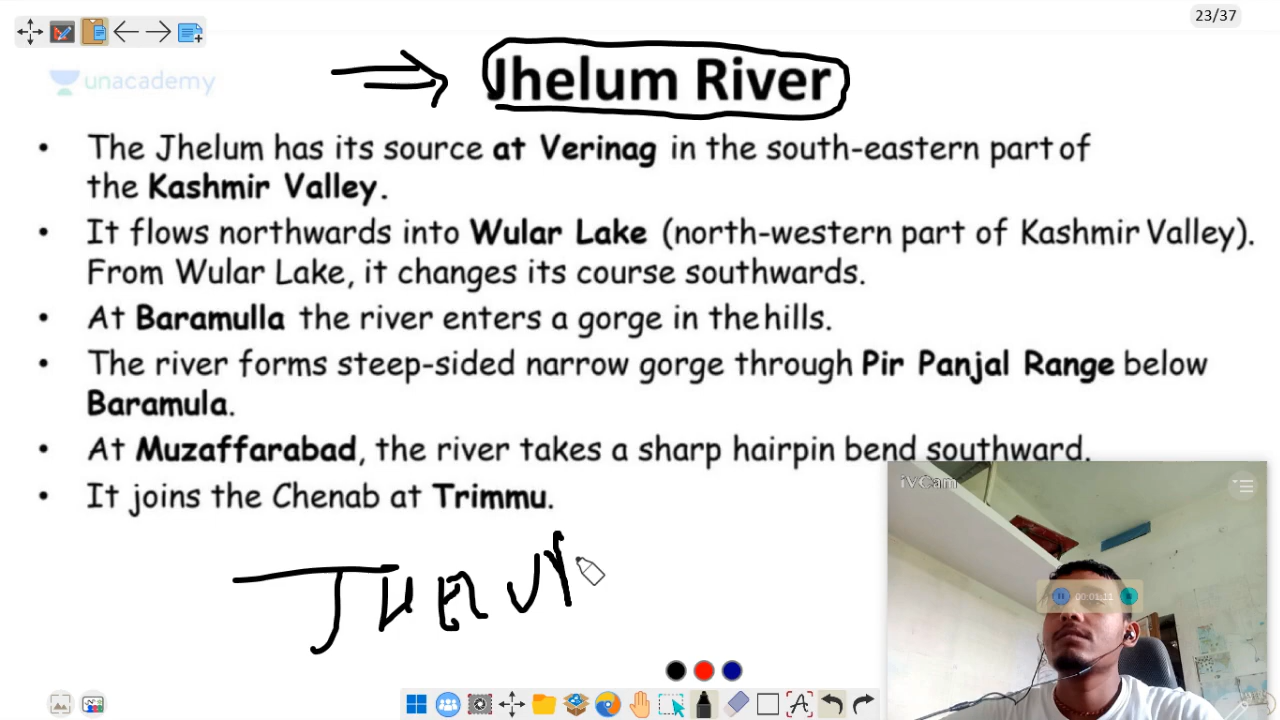 23/37
unacademy
Jhelum River
• The Jhelum has its source at Verinag in the south-eastern part of
the Kashmir Valley.
• It flows northwards into Wular Lake (north-western part of Kashmir Valley).
From Wular Lake, it changes its course southwards.
• At Baramulla the river enters a gorge in the hills.
• The river forms steep-sided narrow gorge through Pir Panjal Range below
Baramula.
• At Muzaffarabad, the river takes a sharp hairpin bend southward.
• It joins the Chenab at Trimmu.
iVCam
00:01:11